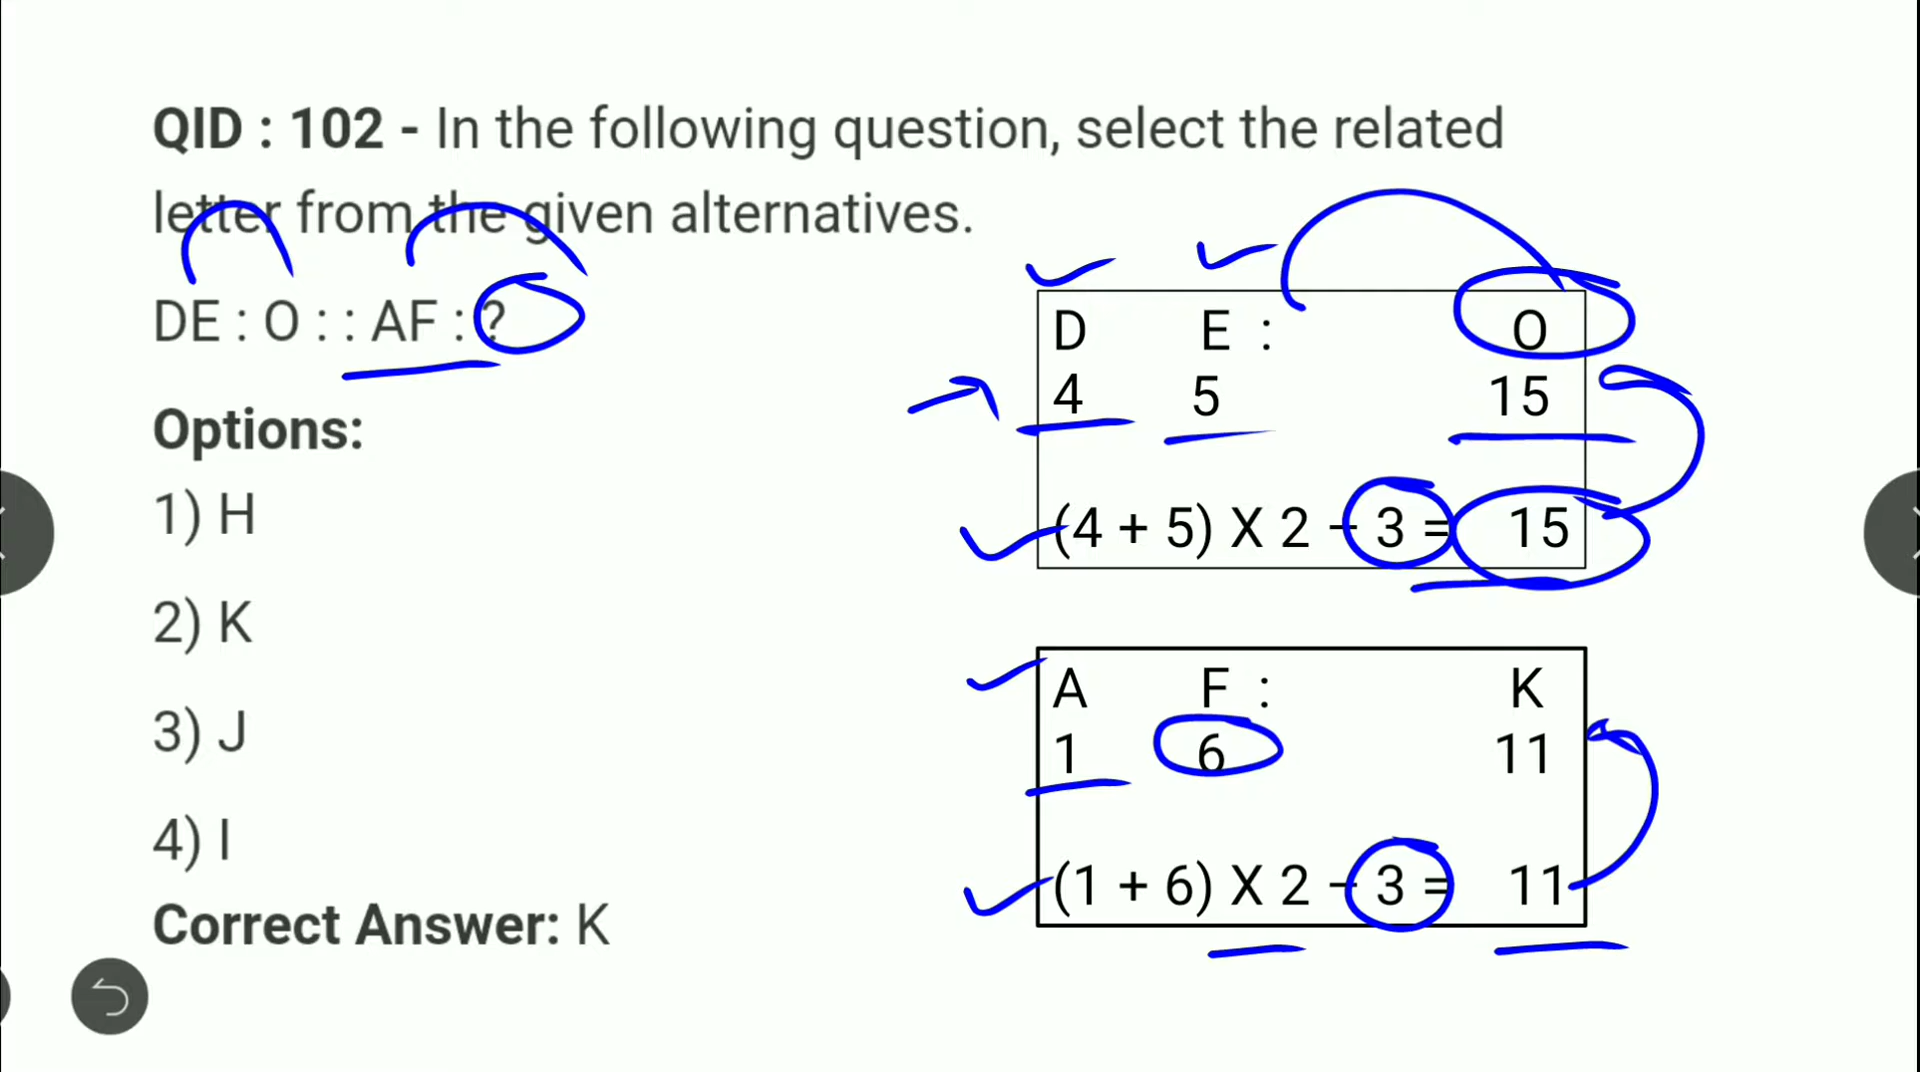 QID : 102 - In the following question, select the related
letter from the given alternatives.
DE : O : : AF : ?
Options:
1) H
2) K
3) J
4) I
Correct Answer: K
D E : O
4 5 15
(4 + 5) X 2 – 3 = 15
A F : K
1 6 11
(1 + 6) X 2 – 3 = 11